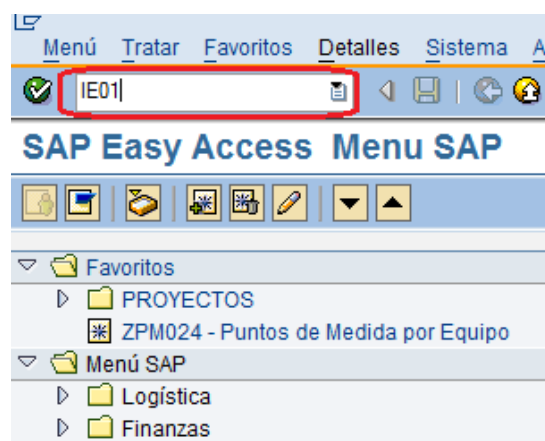 Menú Tratar Favoritos Detalles Sistema A
IE01
SAP Easy Access Menu SAP
Favoritos
PROYECTOS
ZPM024 - Puntos de Medida por Equipo
Menú SAP
Logística
Finanzas